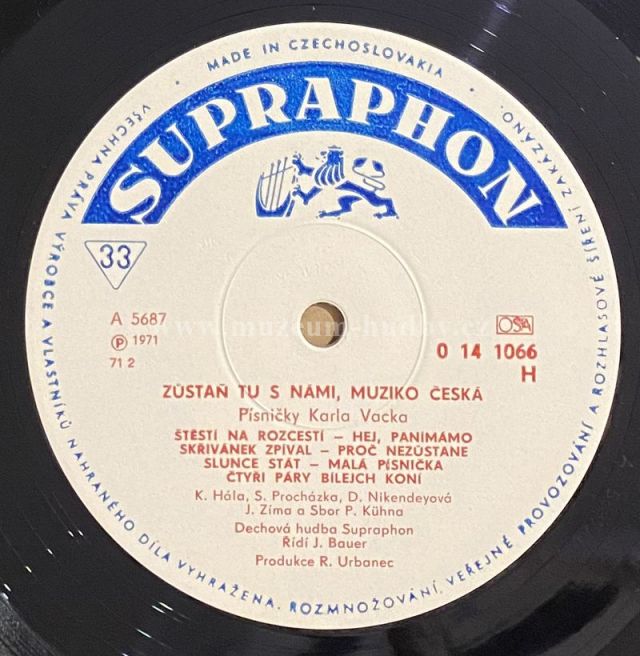 MADE IN CZECHOSLOVAKIA
SUPRAPHON
VŠECHNA PRÁVA VÝROBCE A VLASTNÍKŮ NAHRANÉHO DÍLA VYHRAŽENA. ROZMNOŽOVÁNÍ, VEŘEJNÉ PROVOZOVÁNÍ A ROZHLASOVÉ ŠÍŘENÍ ZAKÁZÁNO.
33
www.muzeum-hudby.cz
A 5687
Ⓟ 1971
71 2
OSA
0 14 1066
H
ZŮSTAŇ TU S NÁMI, MUZIKO ČESKÁ
Písničky Karla Vacka
ŠTĚSTÍ NA ROZCESTÍ – HEJ, PANIMÁMO
SKŘIVÁNEK ZPÍVAL – PROČ NEZŮSTANE
SLUNCE STÁT – MALÁ PÍSNIČKA
ČTYŘI PÁRY BÍLEJCH KONÍ
K. Hála, S. Procházka, D. Nikendeyová
J. Zíma a Sbor P. Kühna
Dechová hudba Supraphon
Řídí J. Bauer
Produkce R. Urbanec